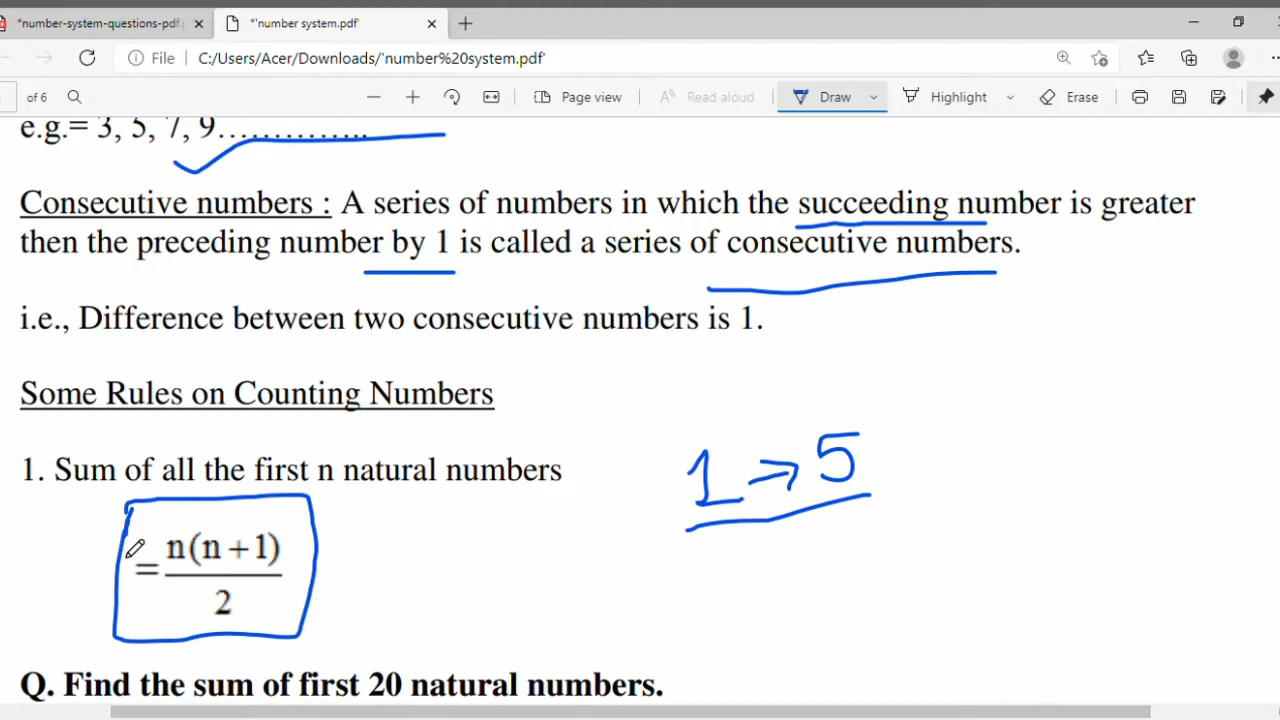 *number-system-questions-pdf.
*'number system.pdf'
File C:/Users/Acer/Downloads/'number%20system.pdf'
of 6 Page view Read aloud Draw Highlight Erase
e.g.= 3, 5, 7, 9…………..
Consecutive numbers : A series of numbers in which the succeeding number is greater
then the preceding number by 1 is called a series of consecutive numbers.
i.e., Difference between two consecutive numbers is 1.
Some Rules on Counting Numbers
1. Sum of all the first n natural numbers
1 → 5
= n(n+1)
2
Q. Find the sum of first 20 natural numbers.